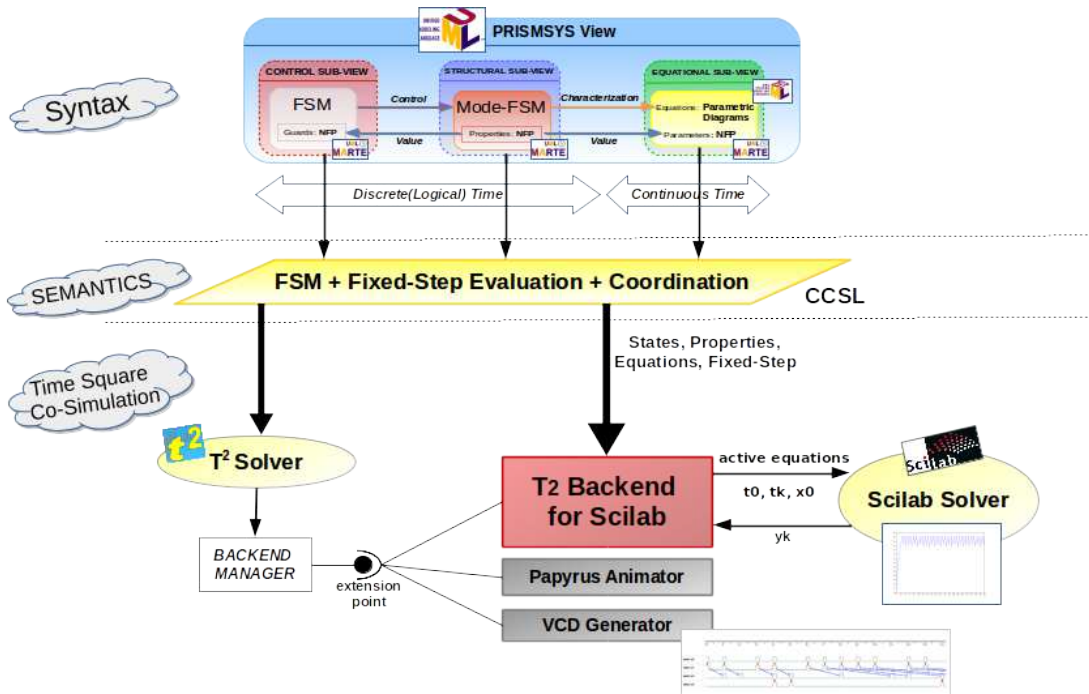 UML
PRISMSYS View
CONTROL SUB-VIEW
STRUCTURAL SUB-VIEW
EQUATIONAL SUB-VIEW
Syntax
FSM
Control
Mode-FSM
Characterization
Equations: Parametric
Diagrams
Guards: NFP
Value
Properties: NFP
Value
Parameters: NFP
MARTE
MARTE
MARTE
Discrete(Logical) Time
Continuous Time
SEMANTICS
FSM + Fixed-Step Evaluation + Coordination
CCSL
States, Properties,
Equations, Fixed-Step
Time Square
Co-Simulation
t2
T2 Solver
active equations
t0, tk, x0
yk
Scilab
Scilab Solver
T2 Backend
for Scilab
BACKEND
MANAGER
extension
point
Papyrus Animator
VCD Generator